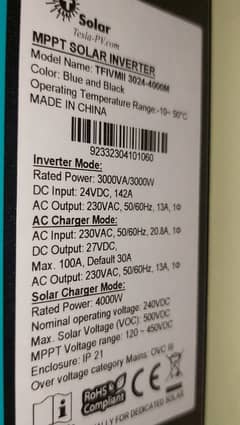 Solar
Tesla-PV.com
MPPT SOLAR INVERTER
Model Name: TFIVMII 3024-4000M
Color: Blue and Black
Operating Temperature Range:-10~ 50°C
MADE IN CHINA
92332304101060
Inverter Mode:
Rated Power: 3000VA/3000W
DC Input: 24VDC, 142A
AC Output: 230VAC, 50/60Hz, 13A, 1Φ
AC Charger Mode:
AC Input: 230VAC, 50/60Hz, 20.8A, 1Φ
DC Output: 27VDC,
Max. 100A, Default 30A
AC Output: 230VAC, 50/60Hz, 13A, 1Φ
Solar Charger Mode:
Rated Power: 4000W
Nominal operating voltage: 240VDC
Max. Solar Voltage (VOC): 500VDC
MPPT Voltage range: 120 ~ 450VDC
Enclosure: IP 21
Over voltage category Mains: OVC III
RoHS
Compliant
CE
FOR DEDICATED SOLAR